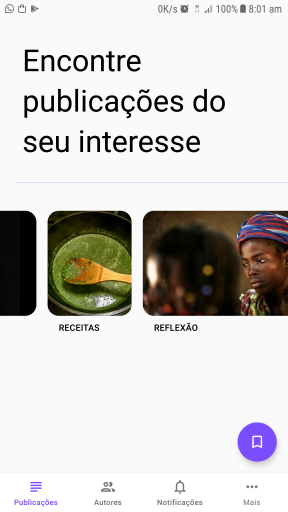 0K/s 100% 8:01 am
Encontre
publicações do
seu interesse
RECEITAS
REFLEXÃO
Publicações Autores Notificações Mais